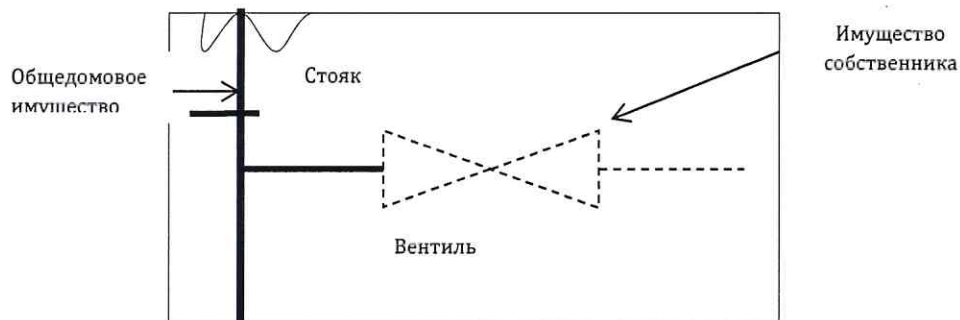 Имущество
собственника
Общедомовое
имущество
Стояк
Вентиль